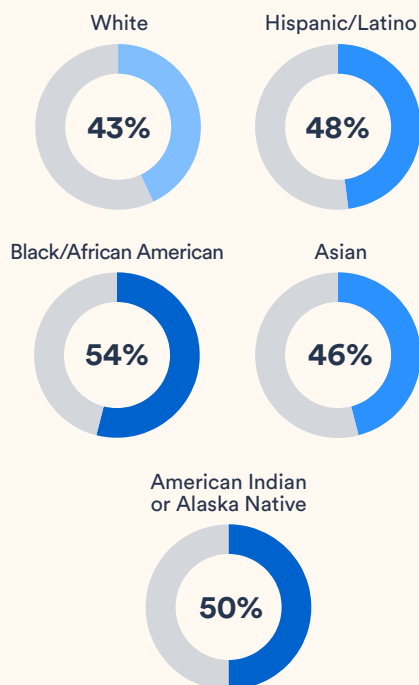 White
43%
Hispanic/Latino
48%
Black/African American
54%
Asian
46%
American Indian
or Alaska Native
50%